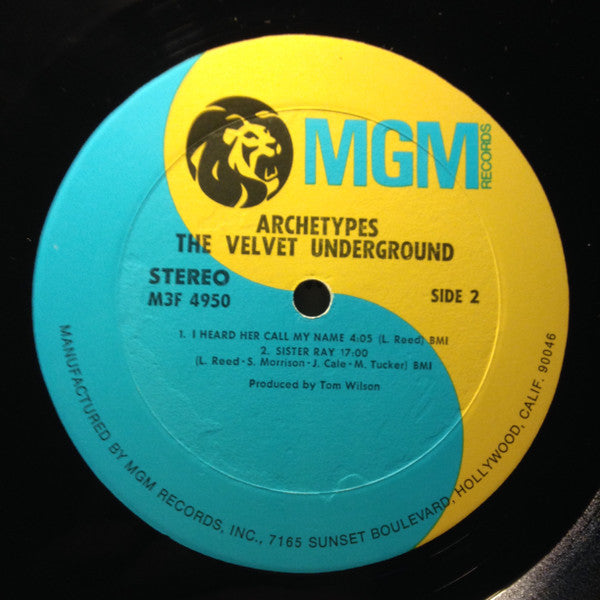 MGM
RECORDS
ARCHETYPES
THE VELVET UNDERGROUND
STEREO
M3F 4950
SIDE 2
1. I HEARD HER CALL MY NAME 4:05 (L. Reed) BMI
2. SISTER RAY 17:00
(L. Reed - S. Morrison - J. Cale - M. Tucker) BMI
Produced by Tom Wilson
MANUFACTURED BY MGM RECORDS, INC., 7165 SUNSET BOULEVARD, HOLLYWOOD, CALIF. 90046